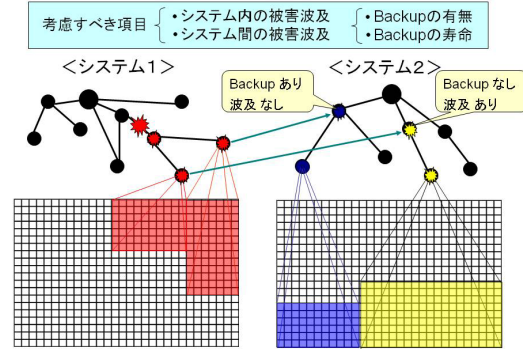 考慮すべき項目
•システム内の被害波及
•システム間の被害波及
•Backupの有無
•Backupの寿命
＜システム１＞
＜システム２＞
Backup あり
波及 なし
Backup なし
波及 あり